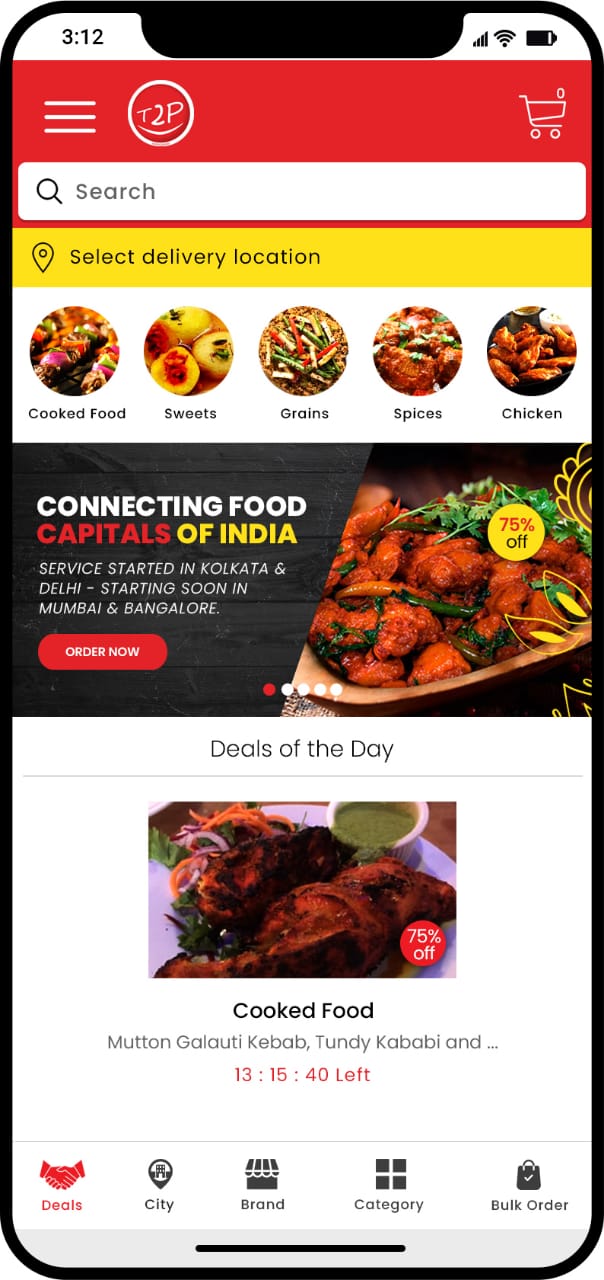 3:12
T2P
0
Search
Select delivery location
Cooked Food
Sweets
Grains
Spices
Chicken
CONNECTING FOOD
CAPITALS OF INDIA
SERVICE STARTED IN KOLKATA &
DELHI - STARTING SOON IN
MUMBAI & BANGALORE.
ORDER NOW
75%
off
Deals of the Day
75%
off
Cooked Food
Mutton Galauti Kebab, Tundy Kababi and ...
13 : 15 : 40 Left
Deals
City
Brand
Category
Bulk Order